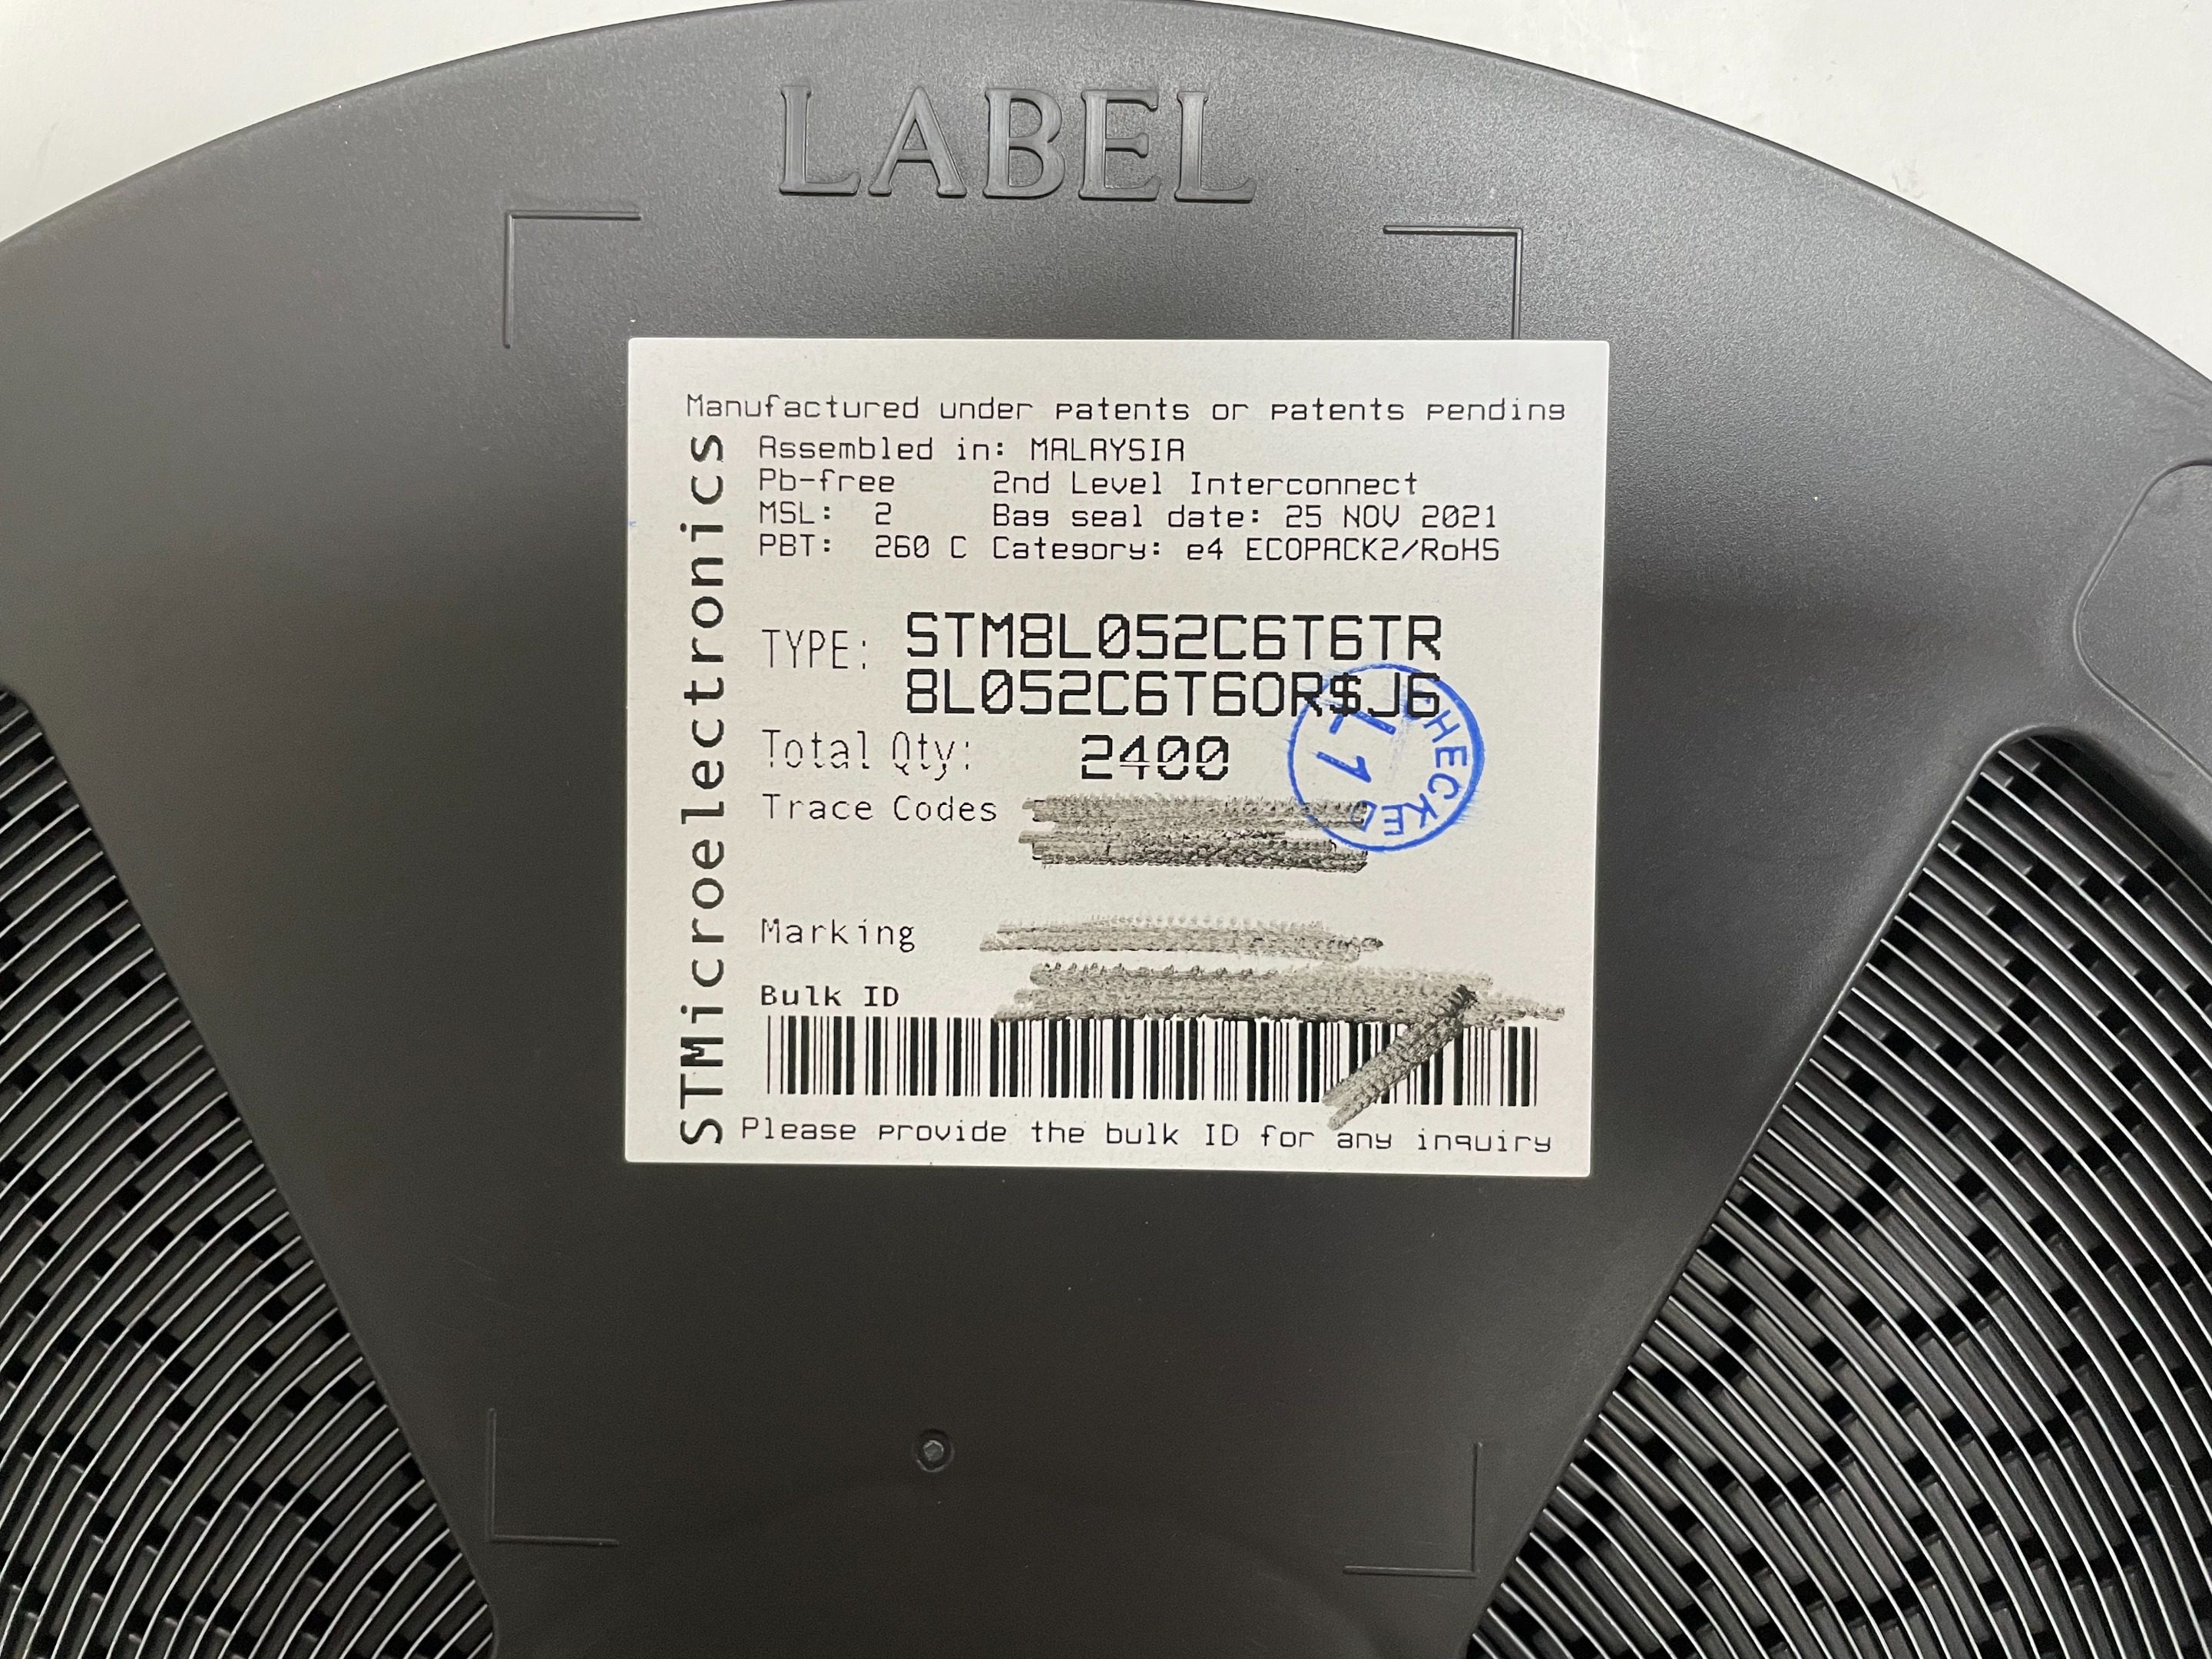 LABEL
Manufactured under patents or patents pending
STMicroelectronics
Assembled in: MALAYSIA
Pb-free 2nd Level Interconnect
MSL: 2 Bag seal date: 25 NOV 2021
PBT: 260 C Category: e4 ECOPACK2/RoHS
TYPE: STM8L052C6T6TR
8L052C6T6OR$J6
Total Qty: 2400
CHECKED
L1
Trace Codes
Marking
Bulk ID
Please provide the bulk ID for any inquiry